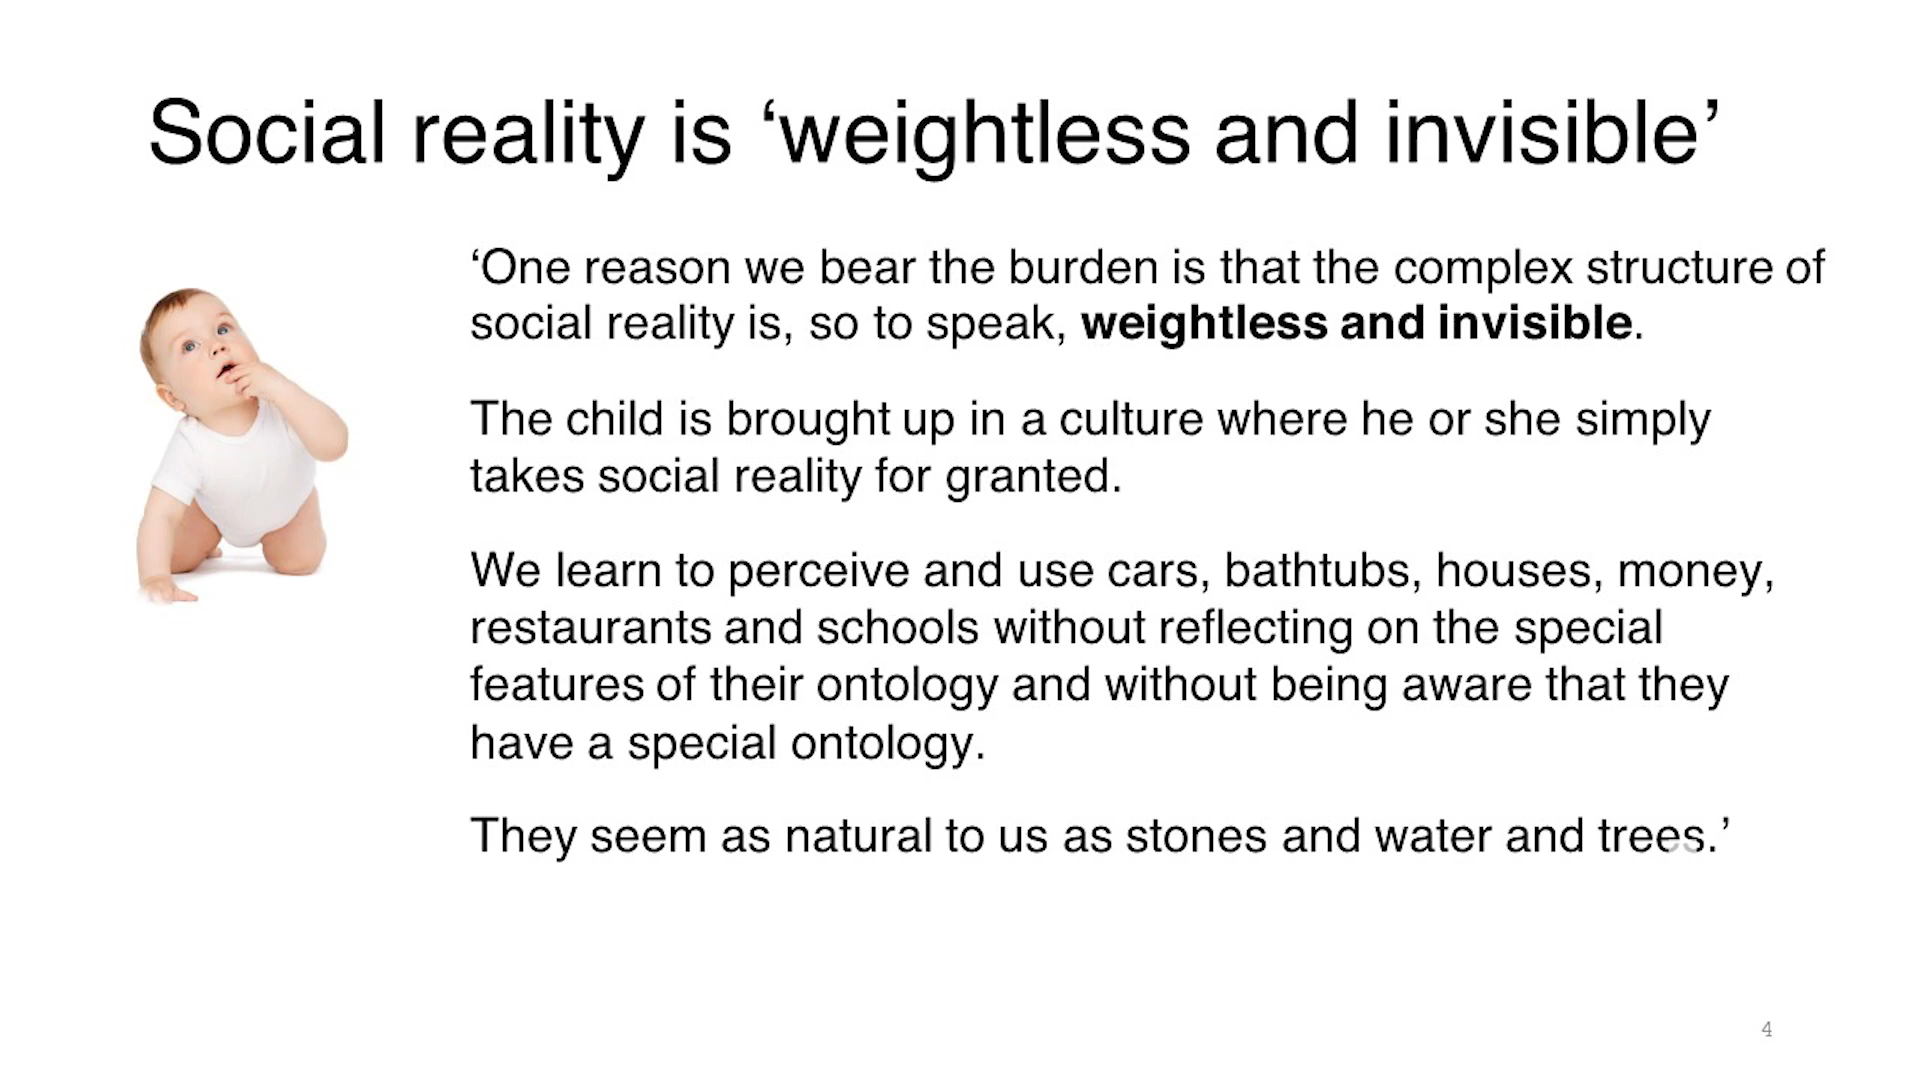 Social reality is ‘weightless and invisible’
‘One reason we bear the burden is that the complex structure of
social reality is, so to speak, weightless and invisible.
The child is brought up in a culture where he or she simply
takes social reality for granted.
We learn to perceive and use cars, bathtubs, houses, money,
restaurants and schools without reflecting on the special
features of their ontology and without being aware that they
have a special ontology.
They seem as natural to us as stones and water and trees.’
4